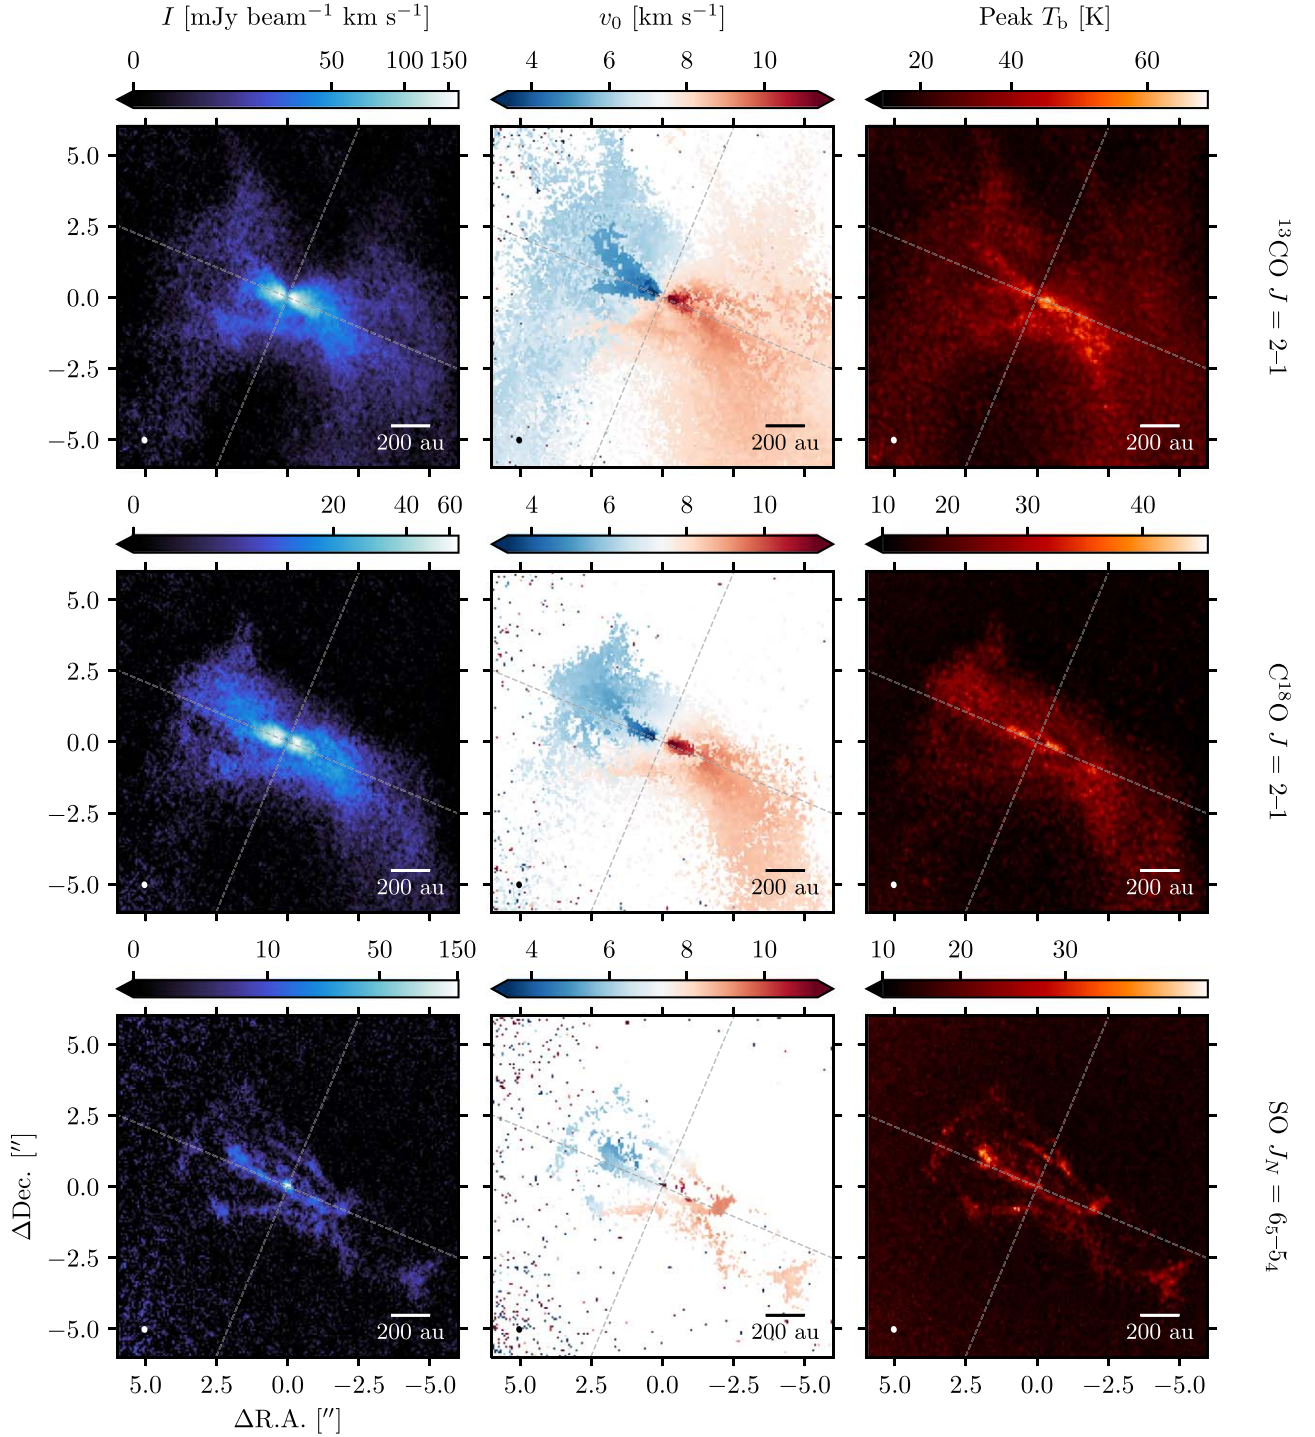 I [mJy beam⁻¹ km s⁻¹]
v₀ [km s⁻¹]
Peak T_b [K]
0 50 100 150
4 6 8 10
20 40 60
5.0
2.5
0.0
−2.5
−5.0
200 au
200 au
200 au
¹³CO J = 2–1
0 20 40 60
4 6 8 10
10 20 30 40
5.0
2.5
0.0
−2.5
−5.0
200 au
200 au
200 au
C¹⁸O J = 2–1
0 10 50 150
4 6 8 10
10 20 30
5.0
2.5
0.0
−2.5
−5.0
ΔDec. [″]
200 au
200 au
200 au
SO J_N = 6₅–5₄
5.0 2.5 0.0 −2.5 −5.0
5.0 2.5 0.0 −2.5 −5.0
5.0 2.5 0.0 −2.5 −5.0
ΔR.A. [″]